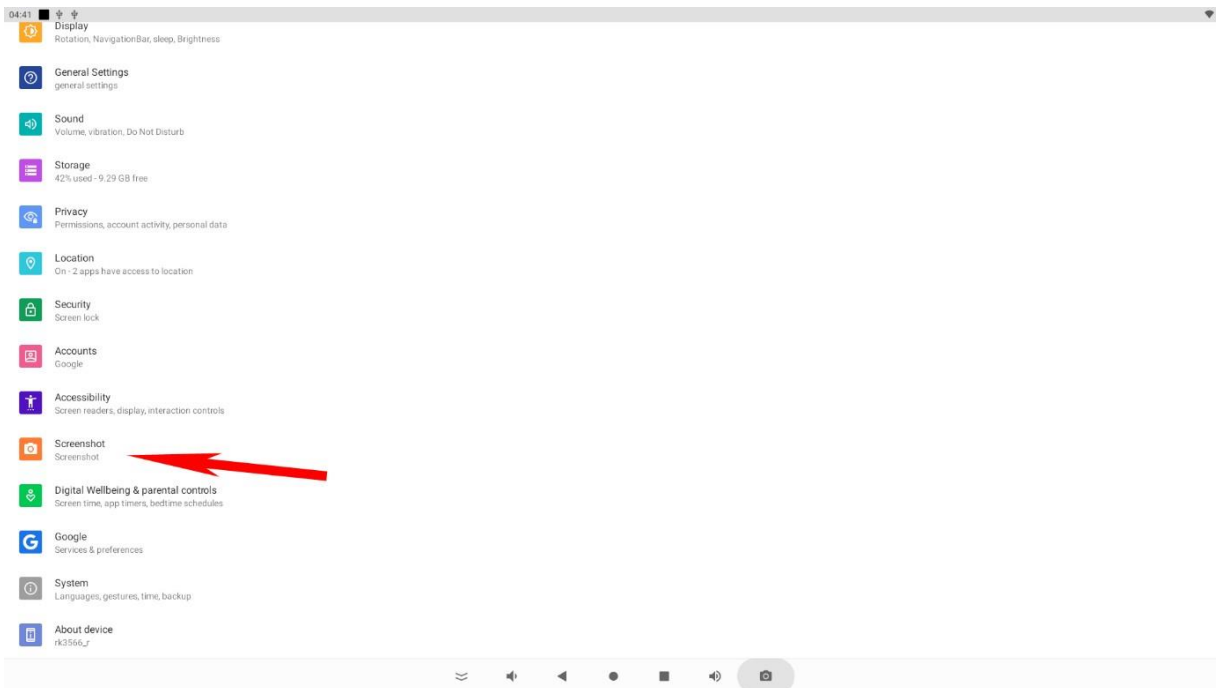 04:41
Display
Rotation, NavigationBar, sleep, Brightness
General Settings
general settings
Sound
Volume, vibration, Do Not Disturb
Storage
42% used - 9.29 GB free
Privacy
Permissions, account activity, personal data
Location
On - 2 apps have access to location
Security
Screen lock
Accounts
Google
Accessibility
Screen readers, display, interaction controls
Screenshot
Screenshot
Digital Wellbeing & parental controls
Screen time, app timers, bedtime schedules
Google
Services & preferences
System
Languages, gestures, time, backup
About device
rk3566_r